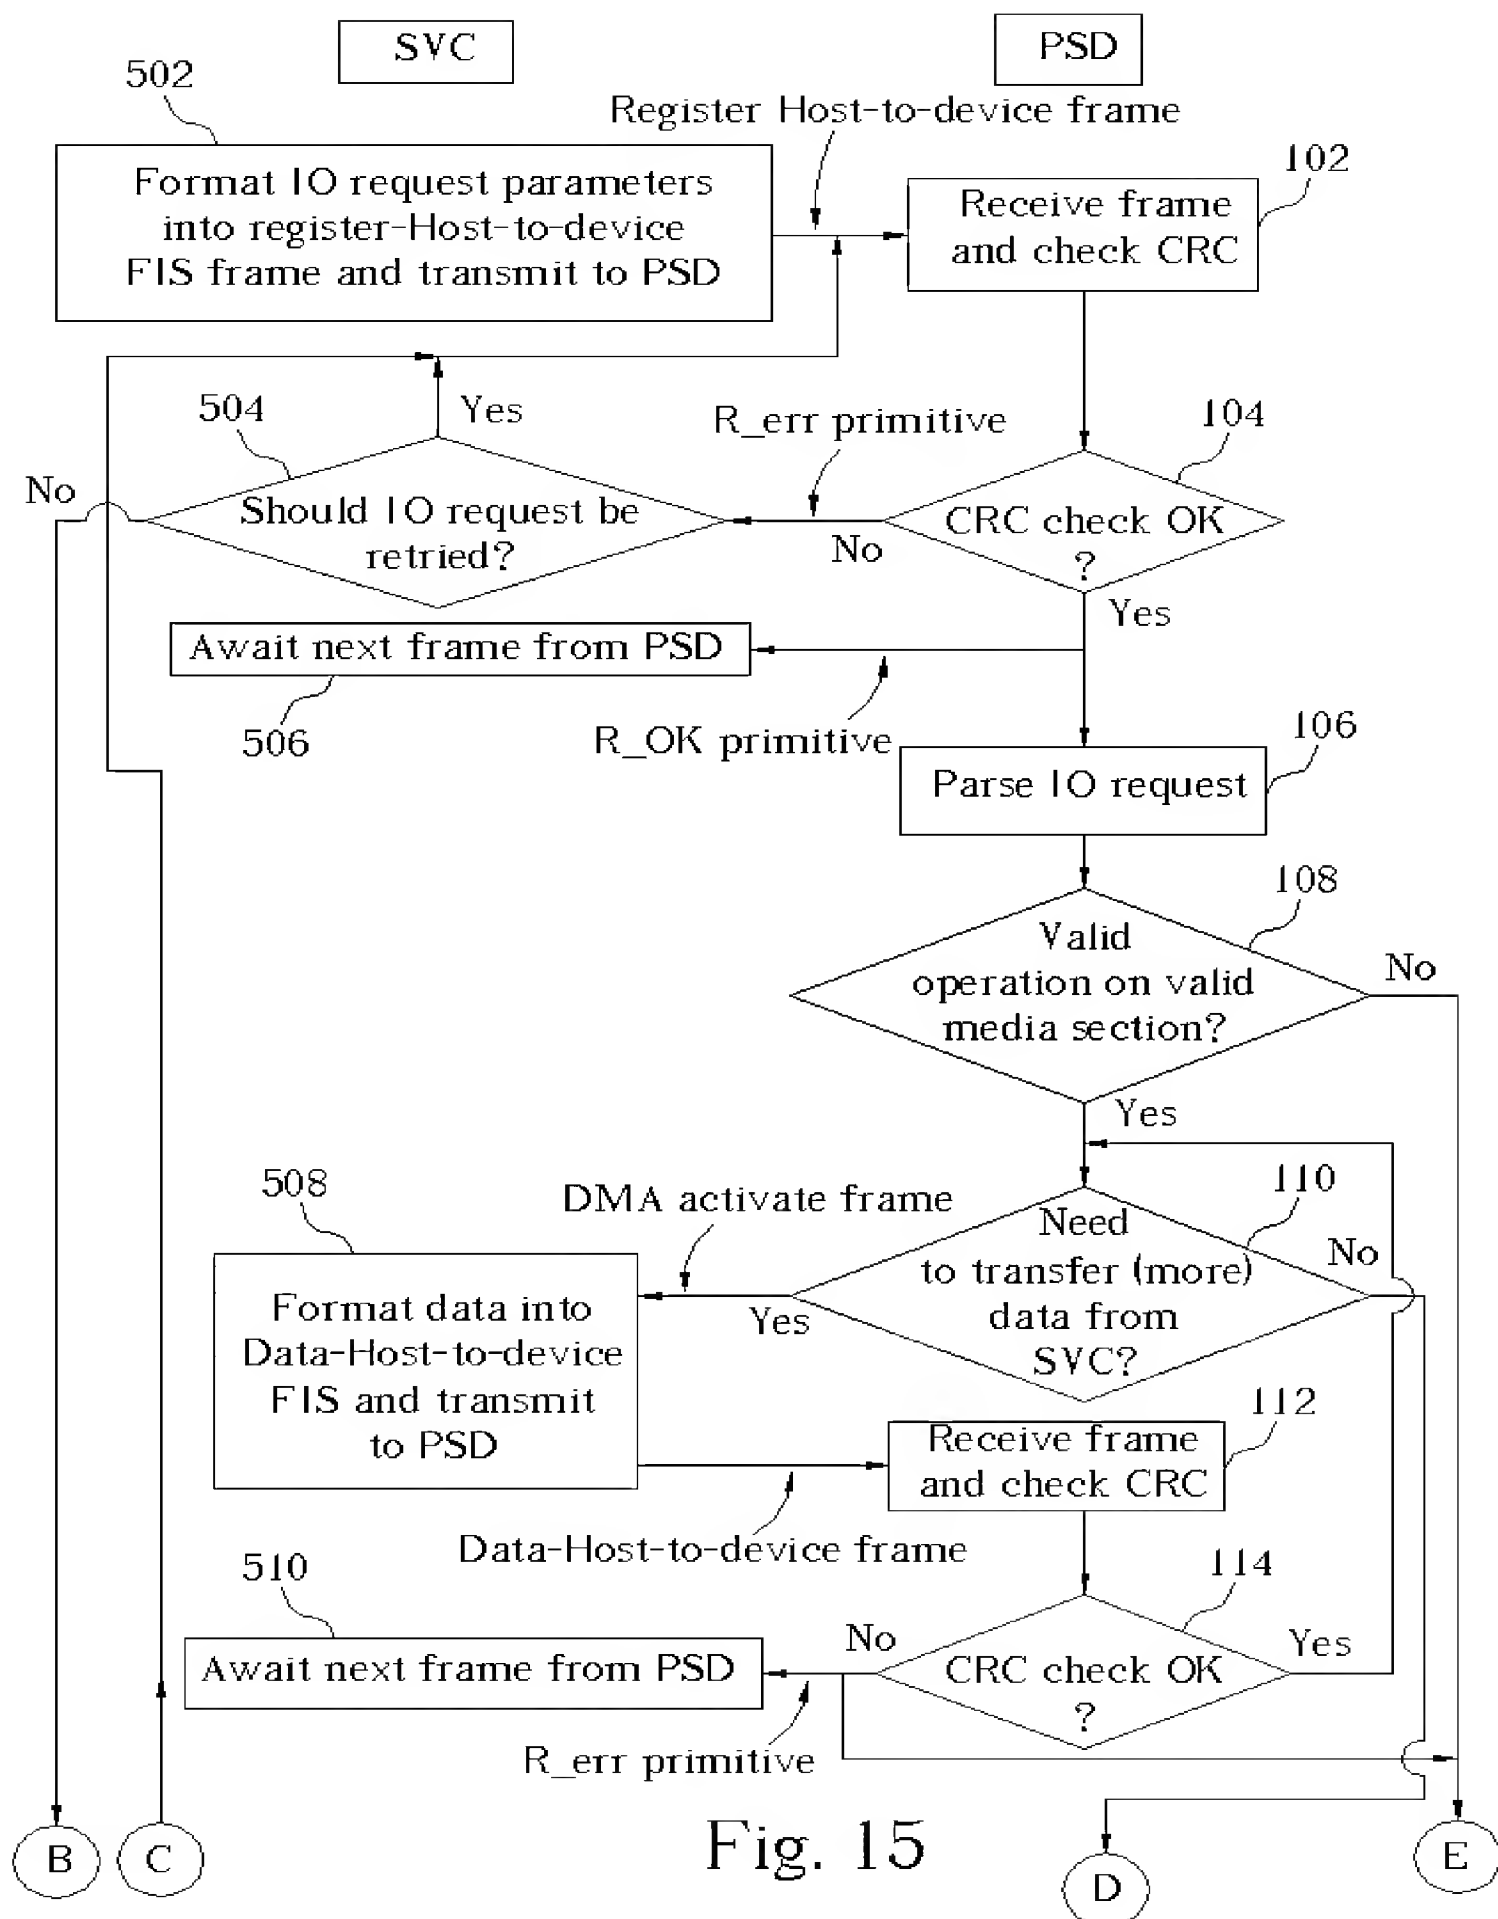 SVC
PSD
502
Register Host-to-device frame
Format IO request parameters
into register-Host-to-device
FIS frame and transmit to PSD
102
Receive frame
and check CRC
504
Yes
R_err primitive
104
No
Should IO request be
retried?
No
CRC check OK
?
Yes
Await next frame from PSD
506
R_OK primitive
106
Parse IO request
108
Valid
operation on valid
media section?
No
Yes
508
DMA activate frame
110
Need
to transfer (more)
data from
SVC?
No
Yes
Format data into
Data-Host-to-device
FIS and transmit
to PSD
112
Receive frame
and check CRC
Data-Host-to-device frame
510
114
No
Yes
Await next frame from PSD
CRC check OK
?
R_err primitive
Fig. 15
B
C
D
E